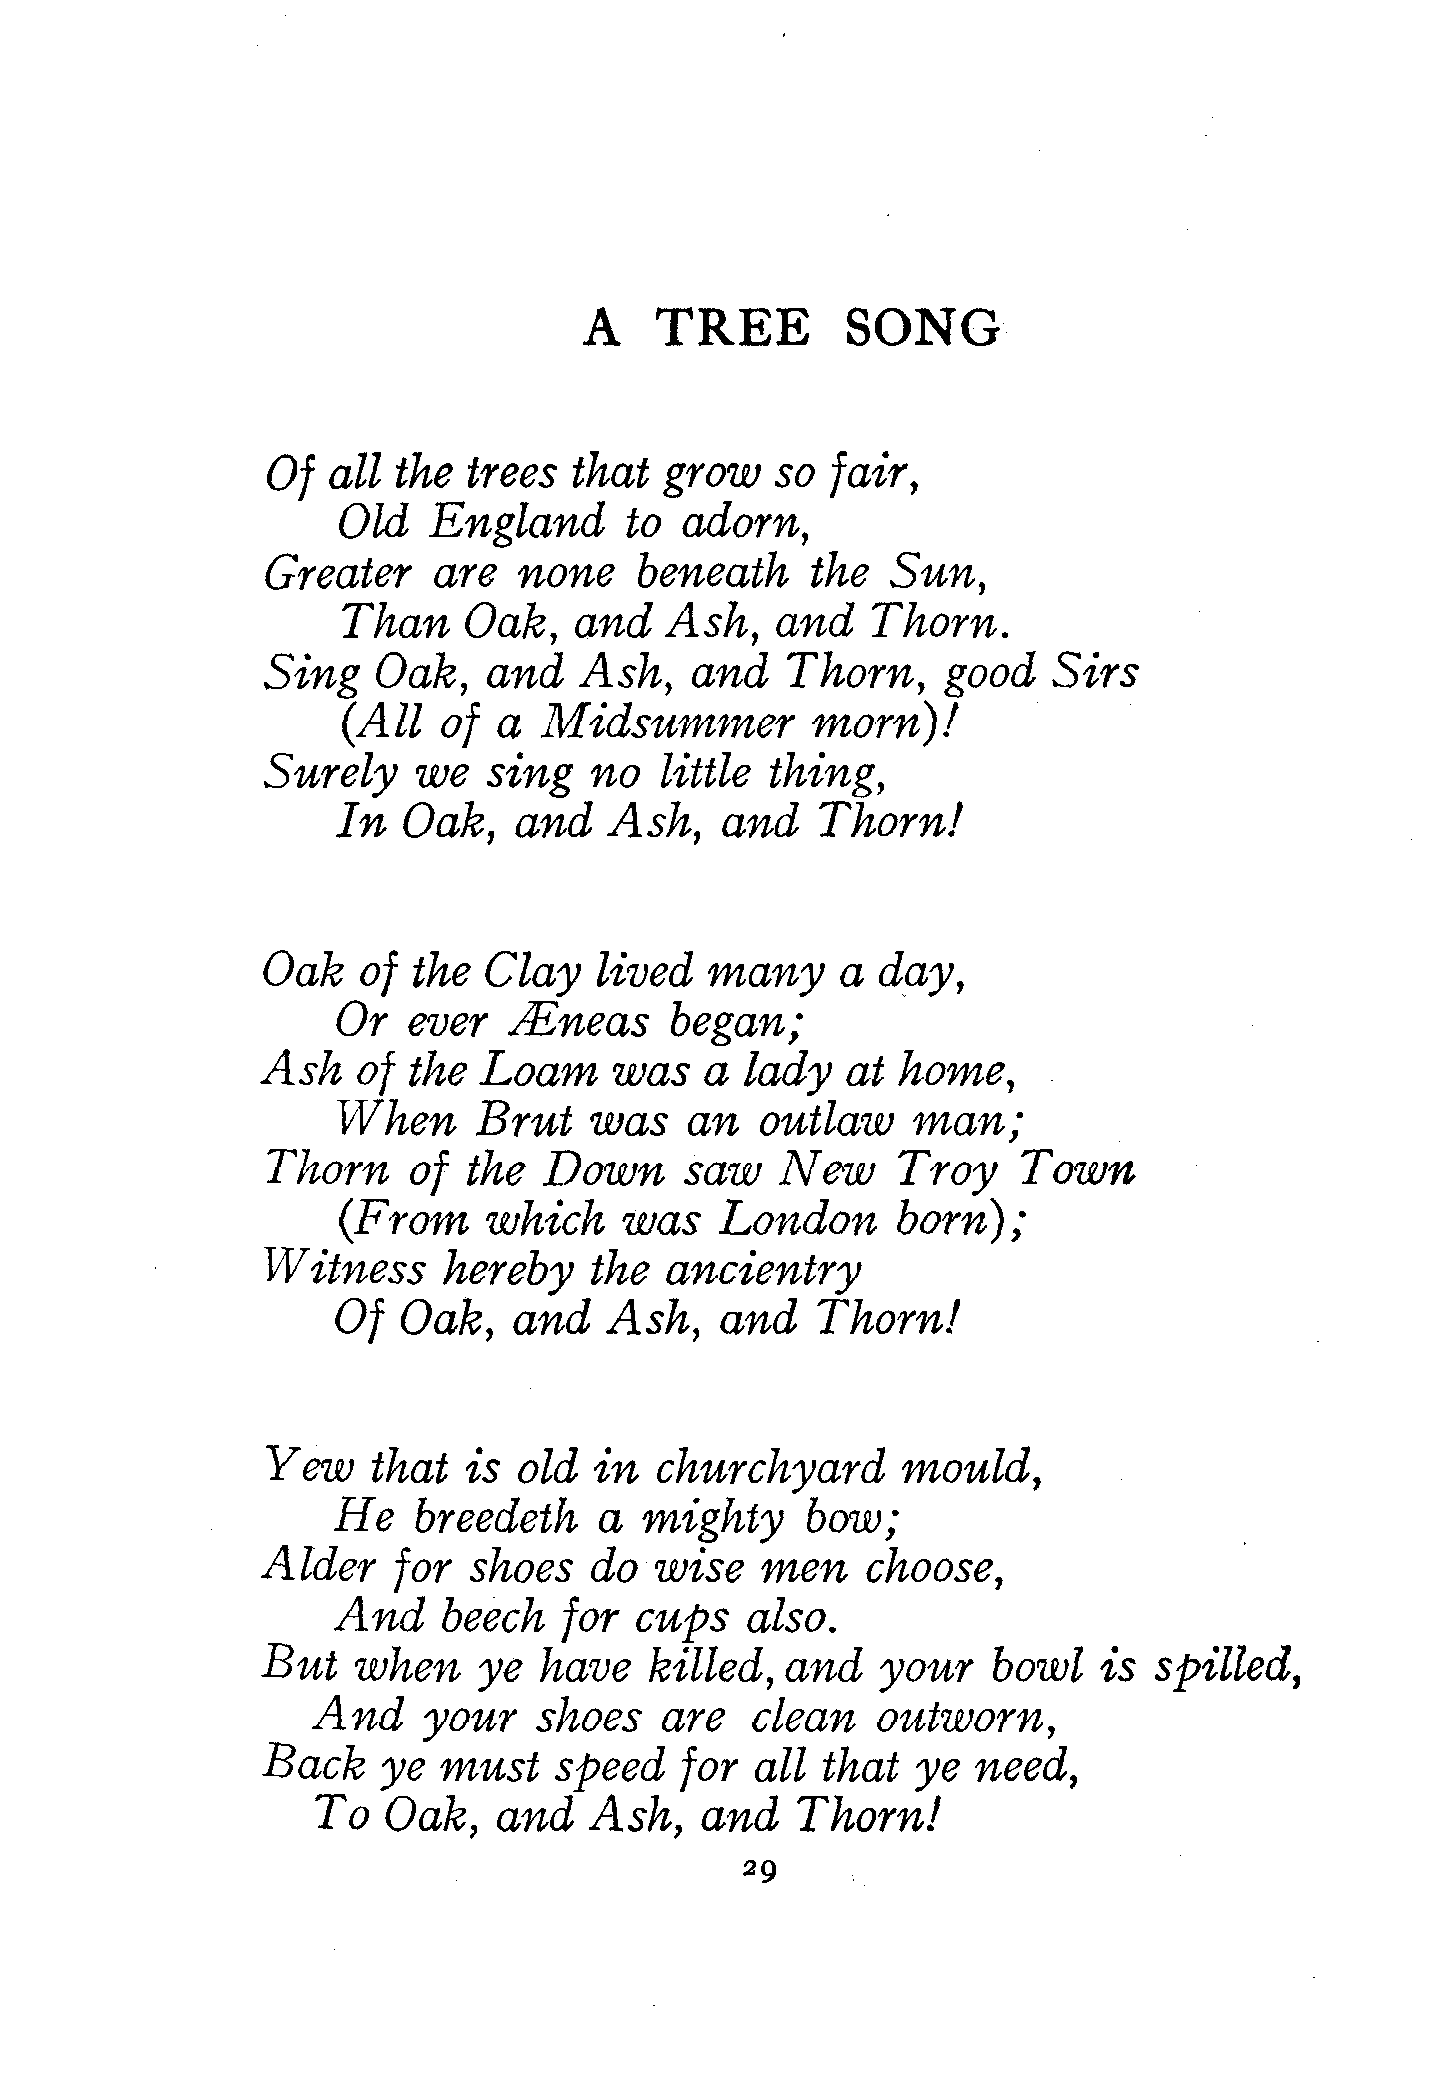 A TREE SONG
Of all the trees that grow so fair,
Old England to adorn,
Greater are none beneath the Sun,
Than Oak, and Ash, and Thorn.
Sing Oak, and Ash, and Thorn, good Sirs
(All of a Midsummer morn)!
Surely we sing no little thing,
In Oak, and Ash, and Thorn!
Oak of the Clay lived many a day,
Or ever Æneas began;
Ash of the Loam was a lady at home,
When Brut was an outlaw man;
Thorn of the Down saw New Troy Town
(From which was London born);
Witness hereby the ancientry
Of Oak, and Ash, and Thorn!
Yew that is old in churchyard mould,
He breedeth a mighty bow;
Alder for shoes do wise men choose,
And beech for cups also.
But when ye have killed, and your bowl is spilled,
And your shoes are clean outworn,
Back ye must speed for all that ye need,
To Oak, and Ash, and Thorn!
29